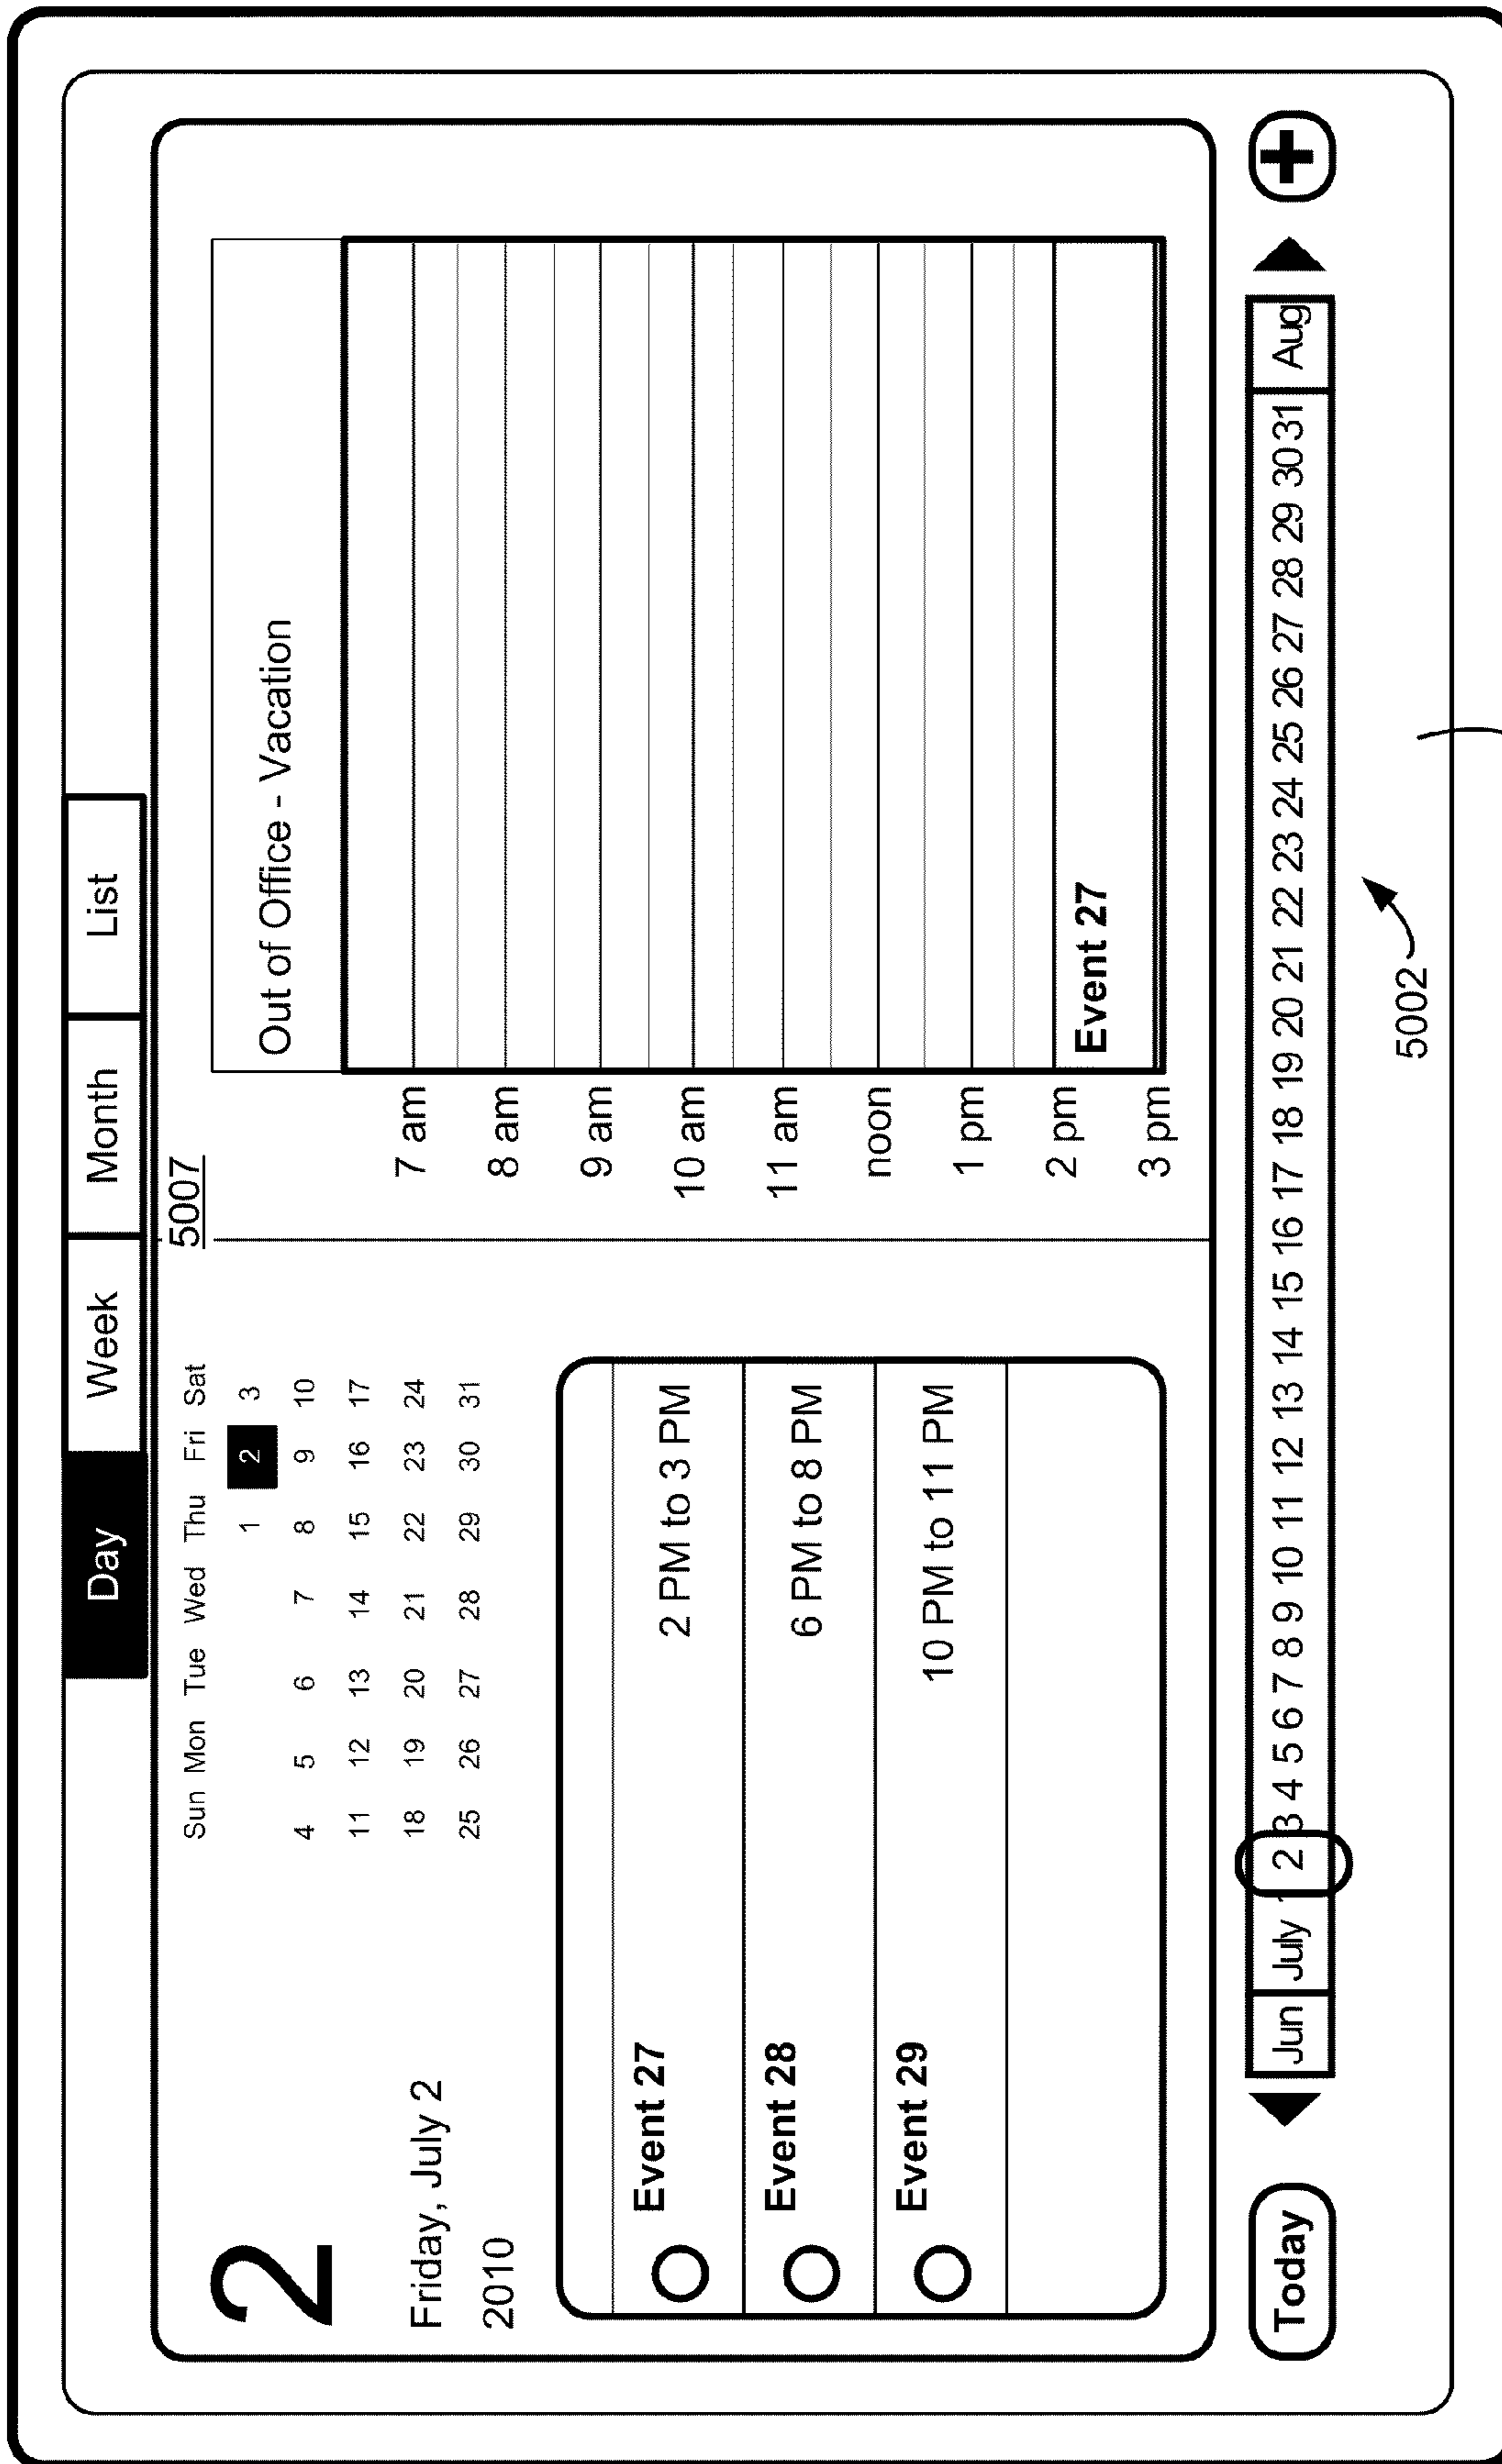 Day Week Month List
5007
2
Friday, July 2
2010
Sun Mon Tue Wed Thu Fri Sat
1 2 3
4 5 6 7 8 9 10
11 12 13 14 15 16 17
18 19 20 21 22 23 24
25 26 27 28 29 30 31
Event 27 2 PM to 3 PM
Event 28 6 PM to 8 PM
Event 29 10 PM to 11 PM
Out of Office - Vacation
7 am
8 am
9 am
10 am
11 am
noon
1 pm
2 pm
Event 27
3 pm
Today Jun July 1 2 3 4 5 6 7 8 9 10 11 12 13 14 15 16 17 18 19 20 21 22 23 24 25 26 27 28 29 30 31 Aug +
5002